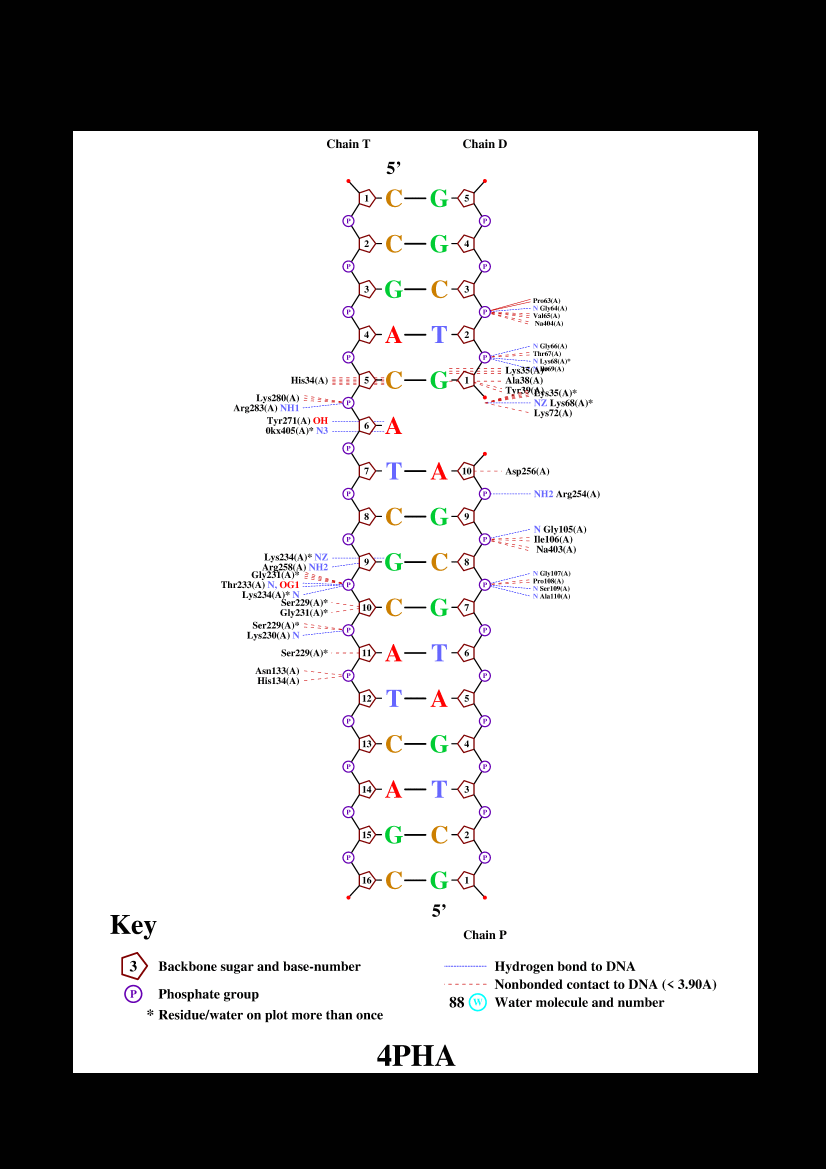 Chain T Chain D
5’
1 C G 5
P P
2 C G 4
P P
3 G C 3
Pro63(A)
P P N Gly64(A)
Val65(A)
Na404(A)
4 A T 2
N Gly66(A)
Thr67(A)
P P N Lys68(A)*
Lys35(A)*
His34(A) 5 C G 1 Ala38(A)
Tyr39(A)
Lys35(A)*
Lys280(A) P NZ Lys68(A)*
Arg283(A) NH1 Lys72(A)
Tyr271(A) OH 6 A
0kx405(A)* N3
P
7 T A 10 Asp256(A)
P P NH2 Arg254(A)
8 C G 9
N Gly105(A)
P P Ile106(A)
Na403(A)
Lys234(A)* NZ 9 G C 8
Arg258(A) NH2
Gly231(A)* N Gly107(A)
Thr233(A) N, OG1 P P Pro108(A)
Lys234(A)* N N Ser109(A)
N Ala110(A)
Ser229(A)* 10 C G 7
Gly231(A)*
Ser229(A)* P P
Lys230(A) N
Ser229(A)* 11 A T 6
Asn133(A) P P
His134(A)
12 T A 5
P P
13 C G 4
P P
14 A T 3
P P
15 G C 2
P P
16 C G 1
5’
Chain P
Key
3 Backbone sugar and base-number
P Phosphate group
* Residue/water on plot more than once
Hydrogen bond to DNA
Nonbonded contact to DNA (< 3.90A)
88 W Water molecule and number
4PHA